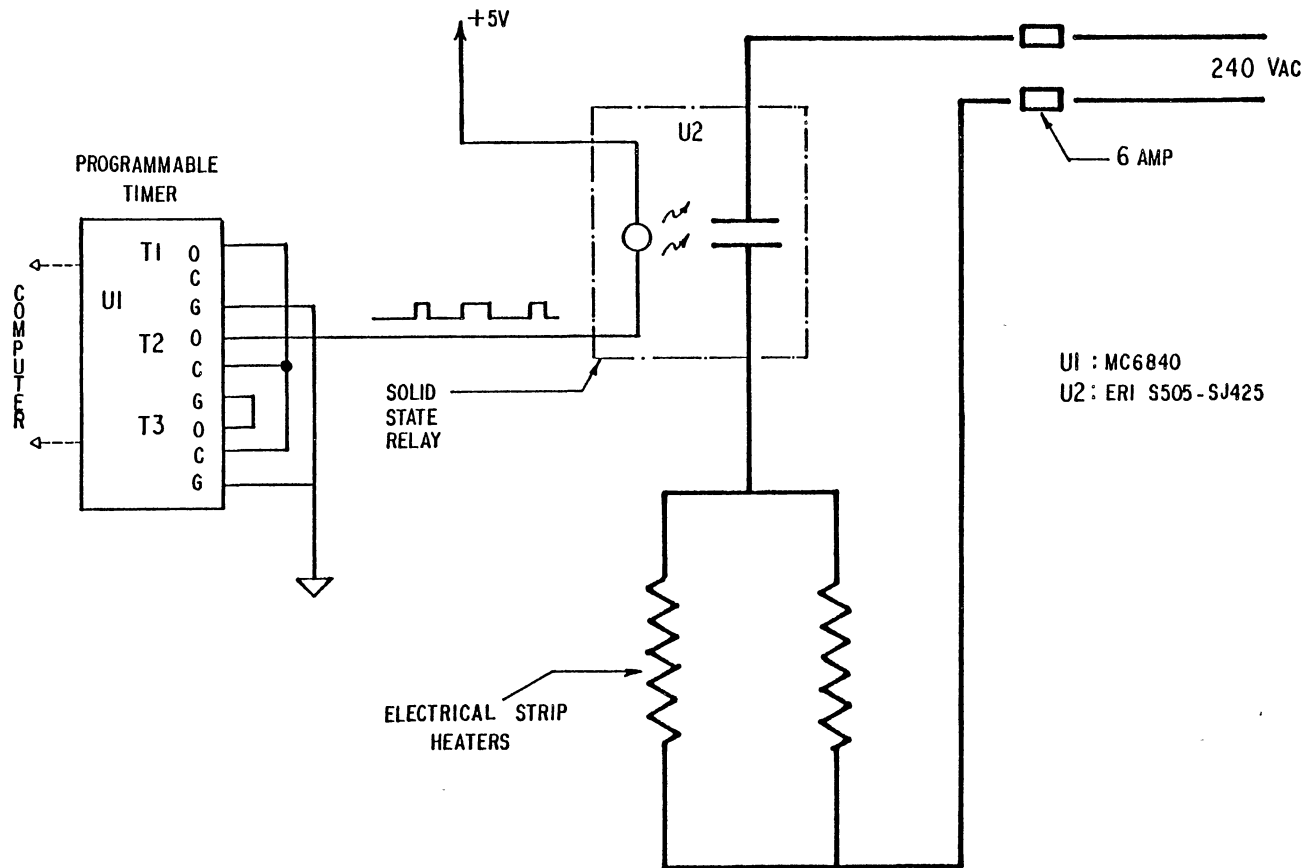 +5V
240 VAC
6 AMP
U2
PROGRAMMABLE
TIMER
COMPUTER
U1
T1
O
C
G
T2
O
C
G
T3
O
C
G
SOLID
STATE
RELAY
U1 : MC6840
U2 : ERI S505-SJ425
ELECTRICAL STRIP
HEATERS